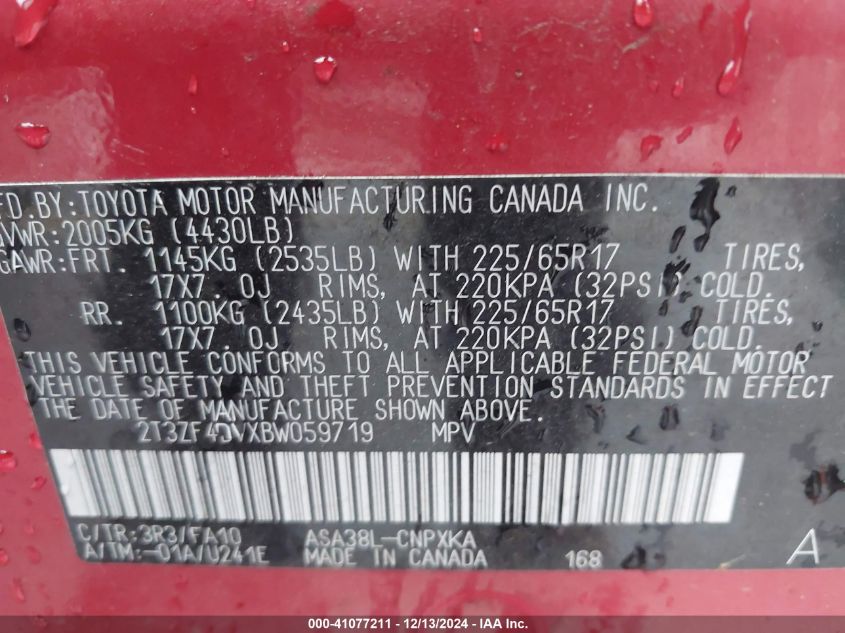 FD.BY:TOYOTA MOTOR MANUFACTURING CANADA INC.
GVWR:2005KG (4430LB)
GAWR:FRT. 1145KG (2535LB) WITH 225/65R17 TIRES,
17X7.0J RIMS, AT 220KPA (32PSI) COLD.
RR. 1100KG (2435LB) WITH 225/65R17 TIRES,
17X7.0J RIMS, AT 220KPA (32PSI) COLD.
THIS VEHICLE CONFORMS TO ALL APPLICABLE FEDERAL MOTOR
VEHICLE SAFETY AND THEFT PREVENTION STANDARDS IN EFFECT
THE DATE OF MANUFACTURE SHOWN ABOVE.
2T3ZF4DVXBW059719 MPV
C/TR:3R3/FA10 ASA38L-CNPXKA
A/TM:-01A/U241E MADE IN CANADA 168 A
000-41077211 - 12/13/2024 - IAA Inc.